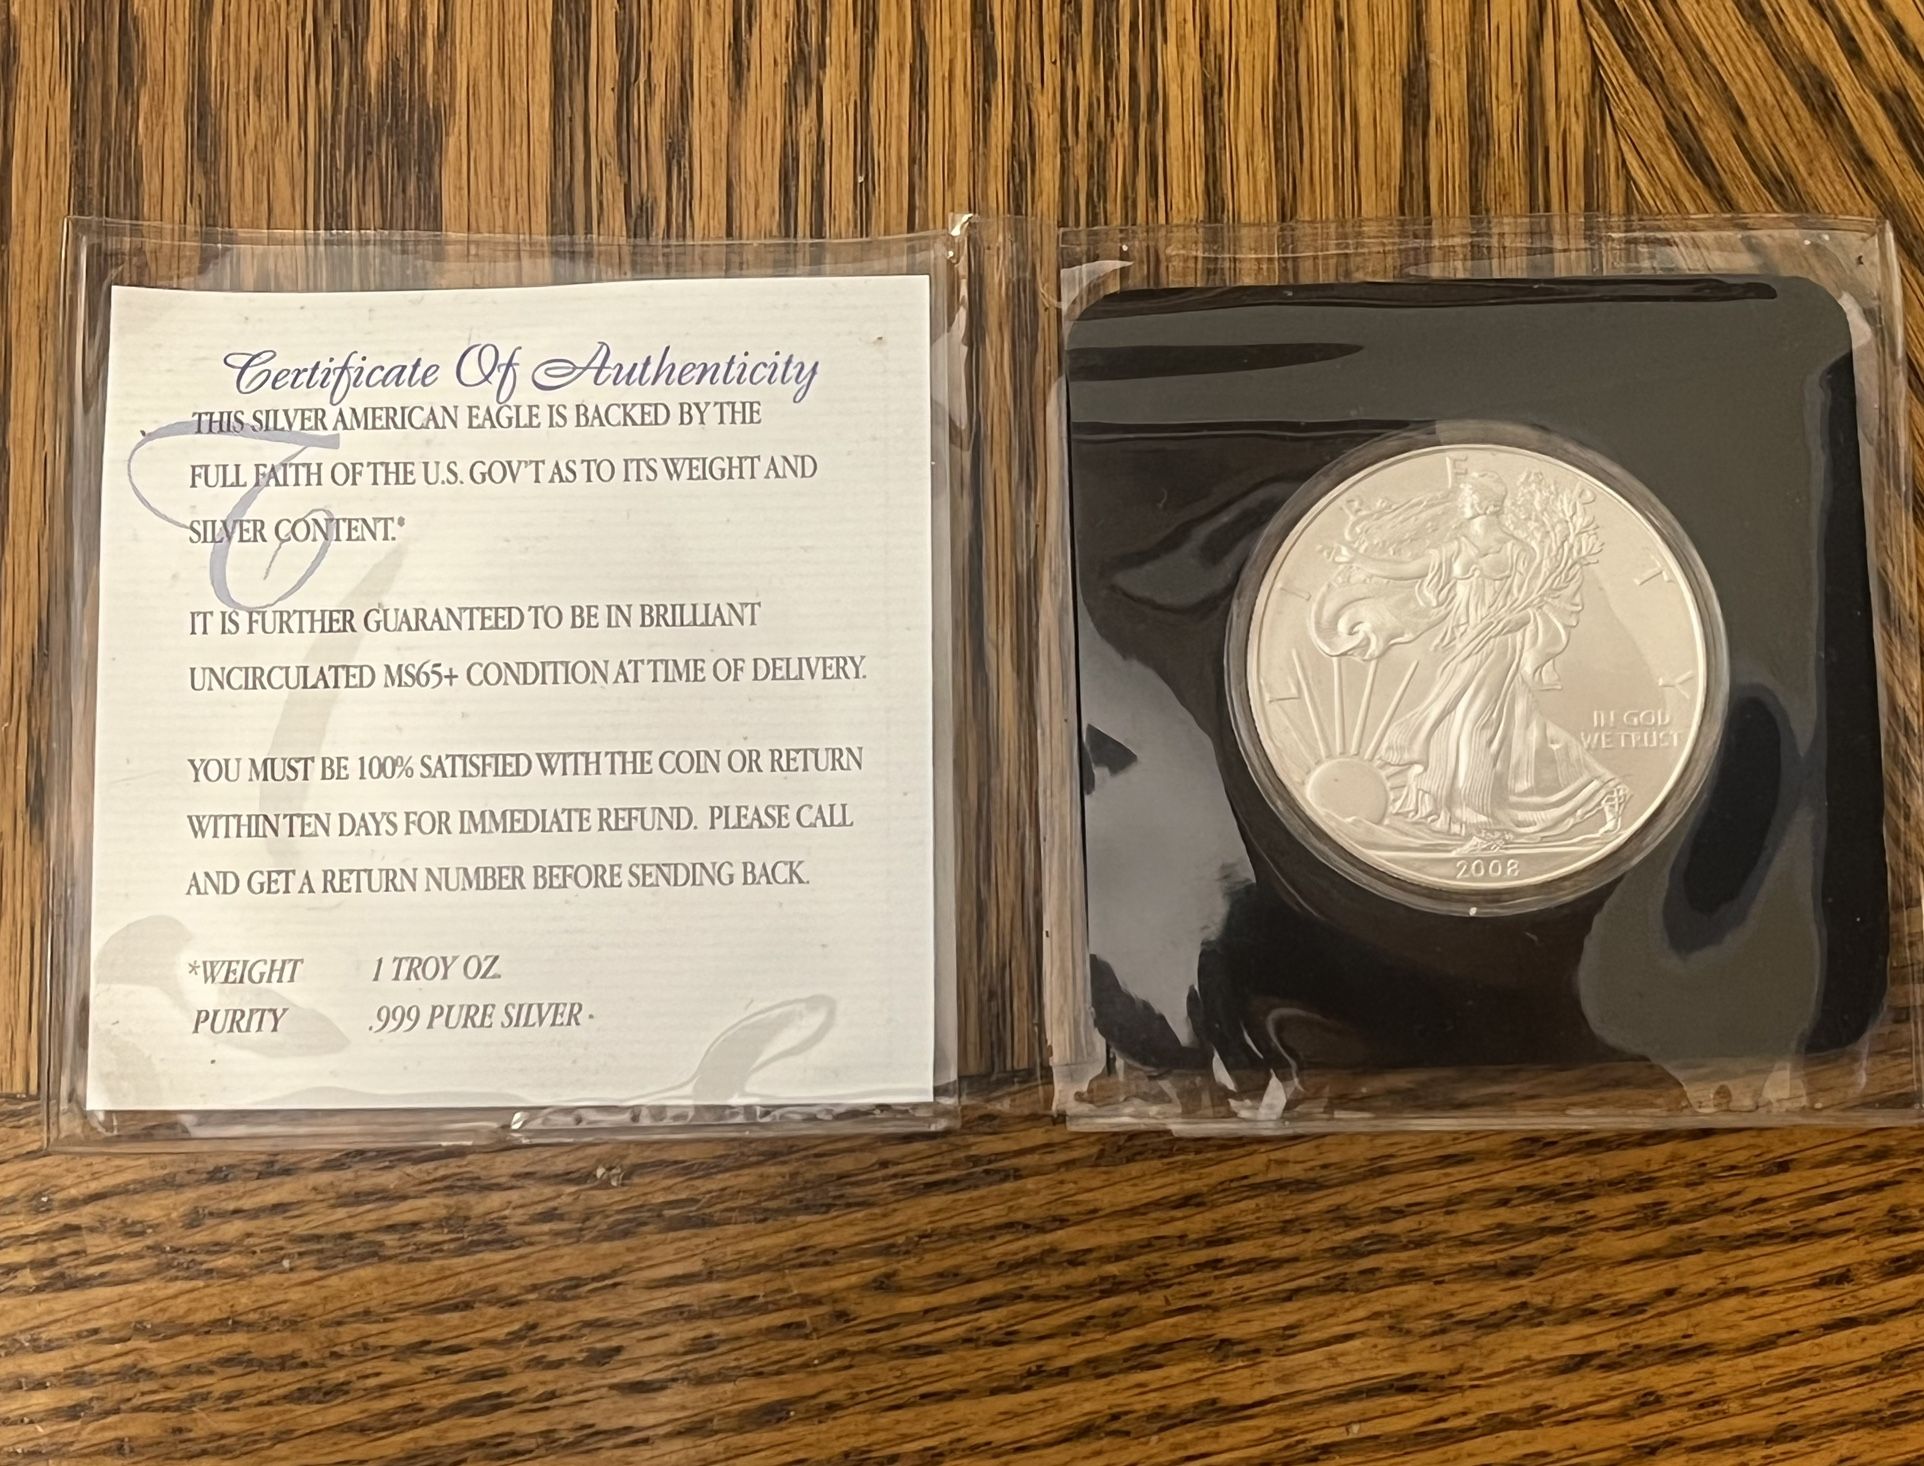 Certificate Of Authenticity
THIS SILVER AMERICAN EAGLE IS BACKED BY THE
FULL FAITH OF THE U.S. GOV'T AS TO ITS WEIGHT AND
SILVER CONTENT.*
IT IS FURTHER GUARANTEED TO BE IN BRILLIANT
UNCIRCULATED MS65+ CONDITION AT TIME OF DELIVERY.
YOU MUST BE 100% SATISFIED WITH THE COIN OR RETURN
WITHIN TEN DAYS FOR IMMEDIATE REFUND. PLEASE CALL
AND GET A RETURN NUMBER BEFORE SENDING BACK.
*WEIGHT 1 TROY OZ.
PURITY .999 PURE SILVER
LIBERTY
IN GOD
WE TRUST
2008